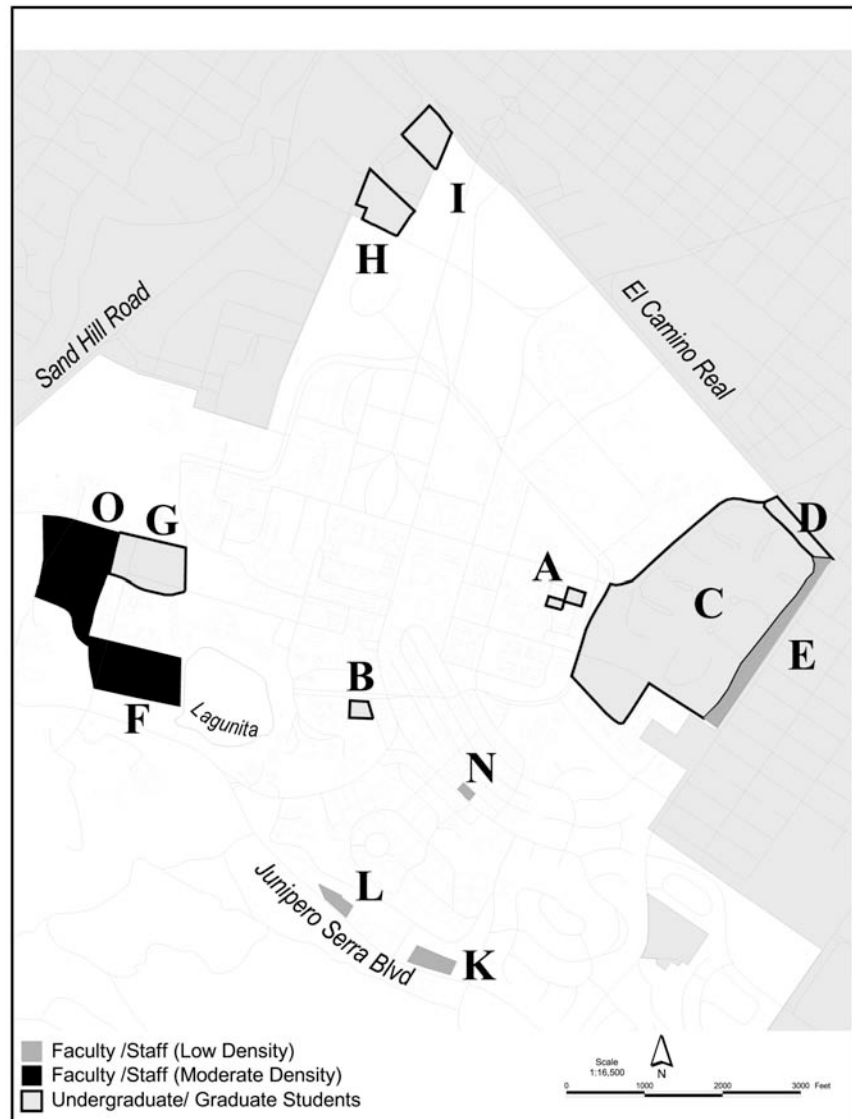 I
H
Sand Hill Road
El Camino Real
O
G
D
A
C
E
B
F
Lagunita
N
L
Junipero Serra Blvd
K
Faculty /Staff (Low Density)
Faculty /Staff (Moderate Density)
Undergraduate/ Graduate Students
Scale
1:16,500
N
0 1000 2000 3000 Feet